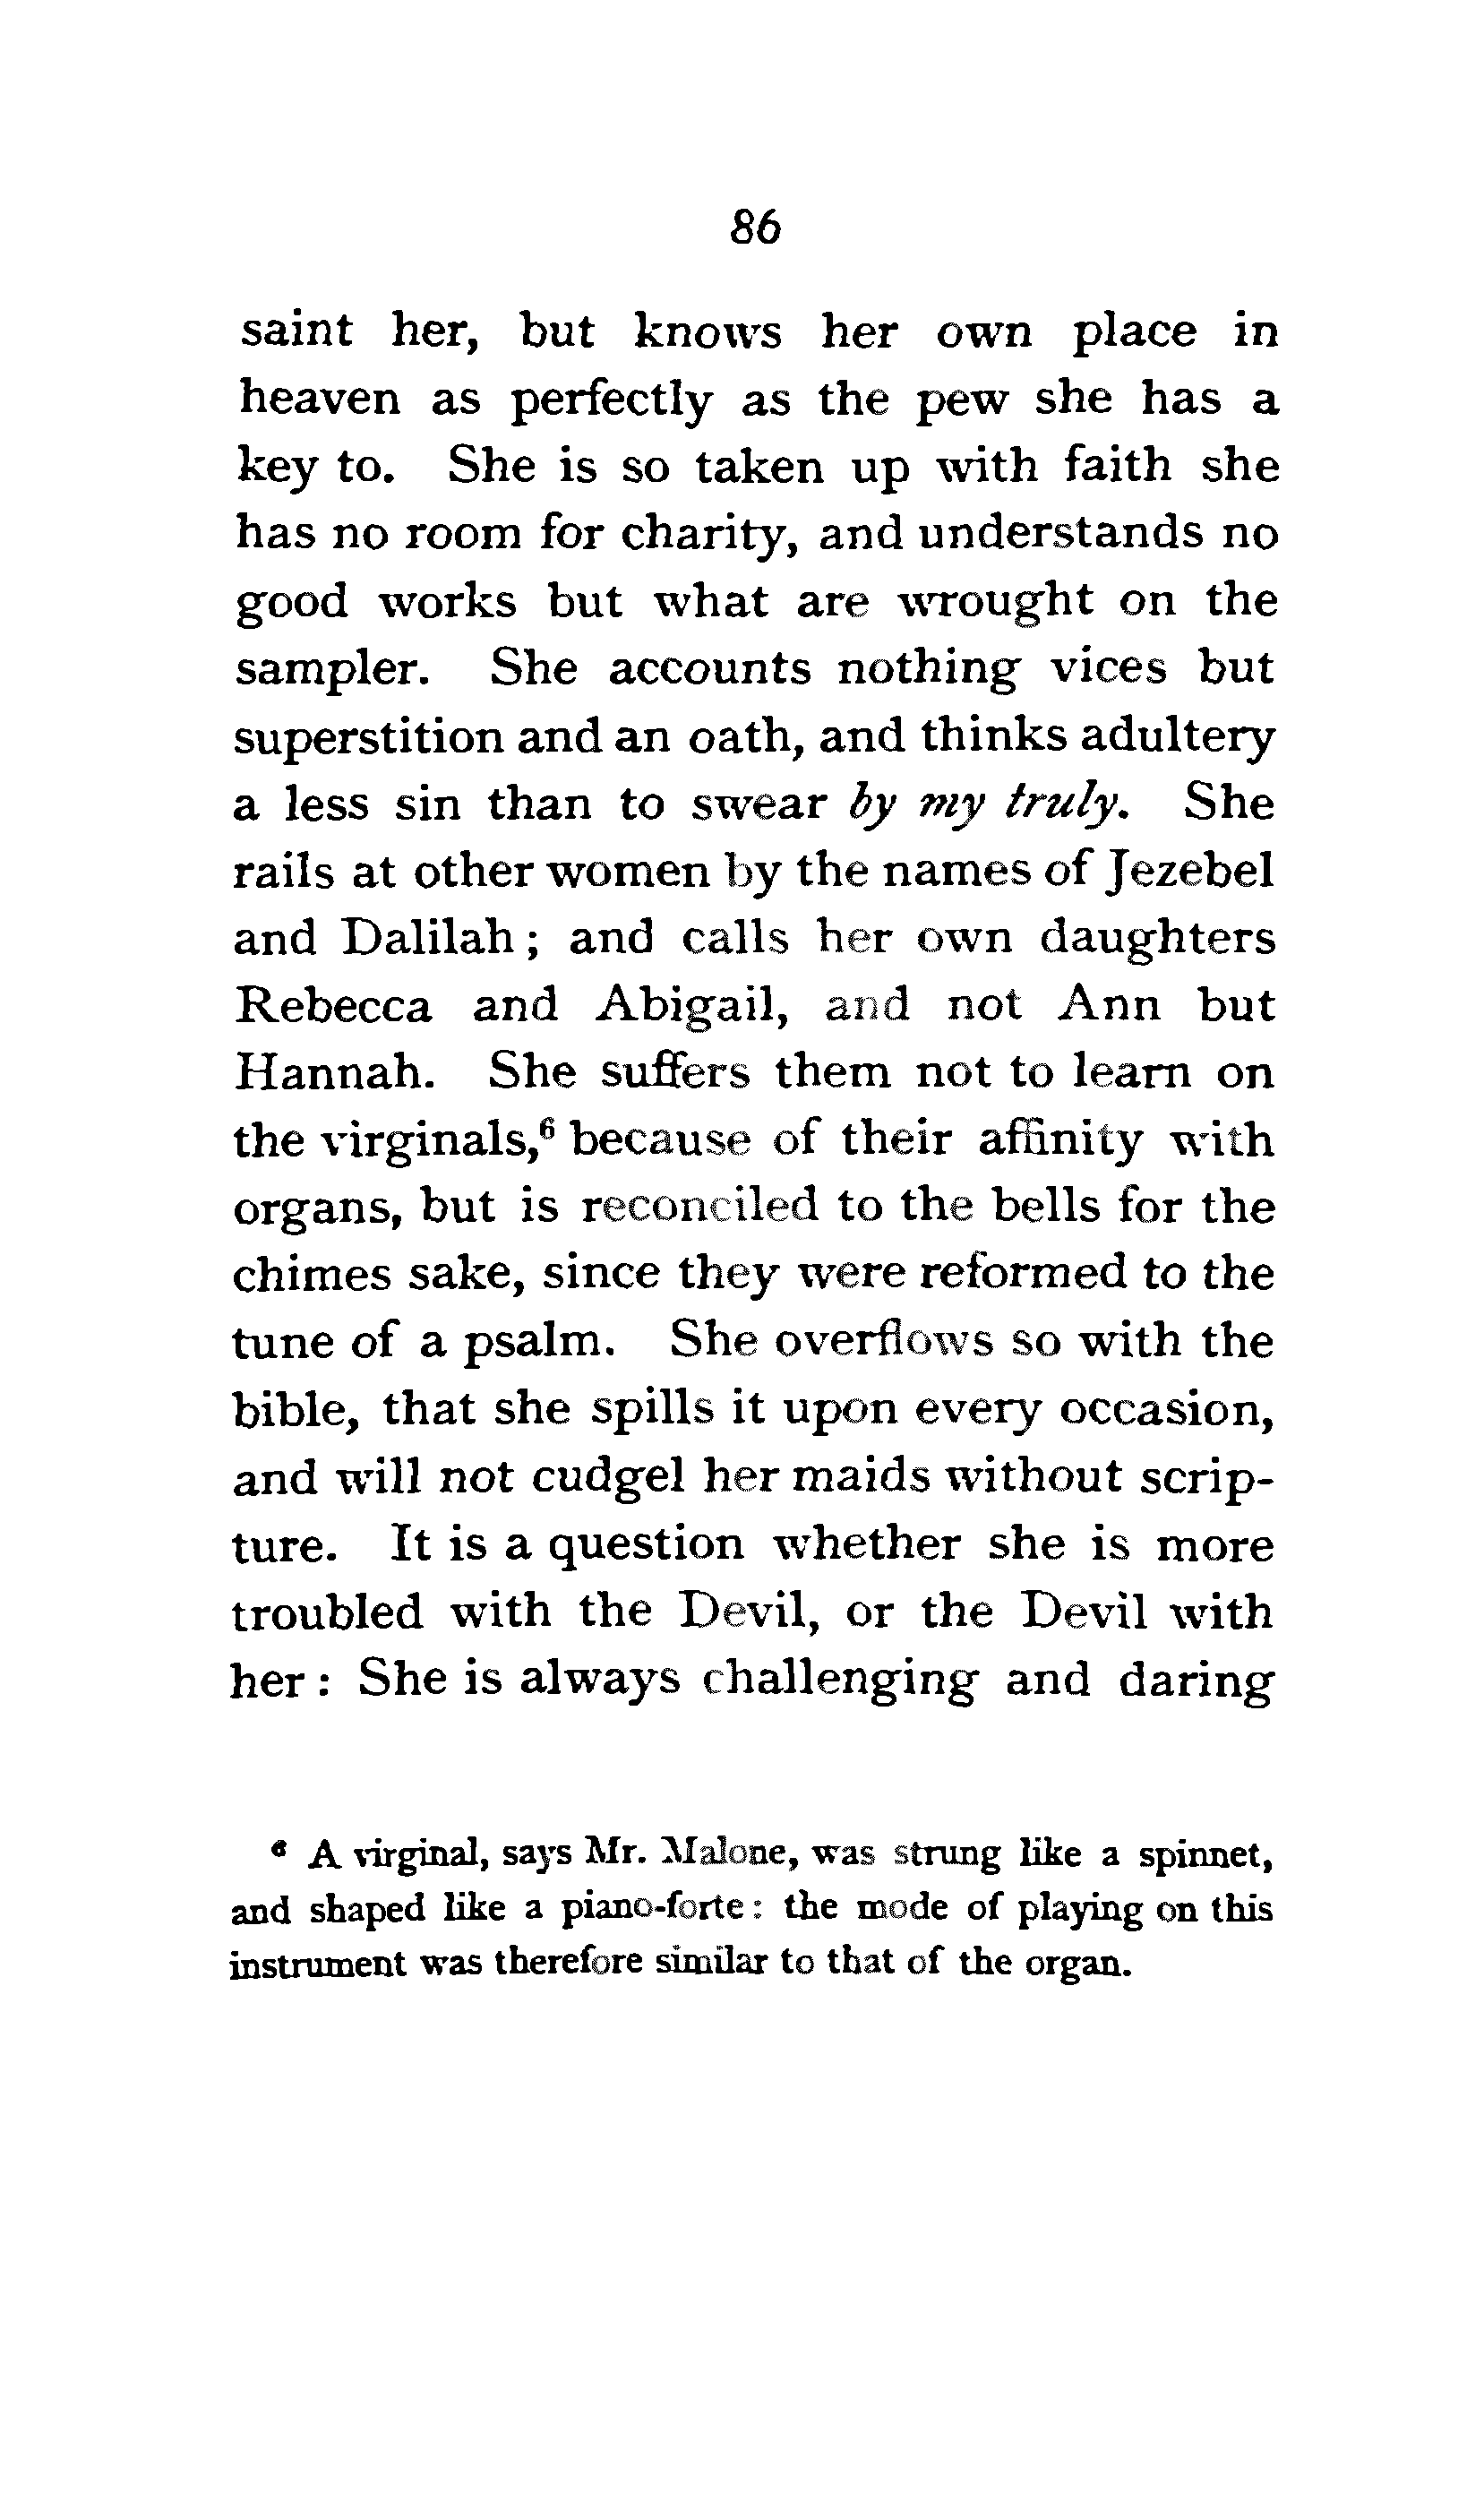 86
saint her, but knows her own place in
heaven as perfectly as the pew she has a
key to. She is so taken up with faith she
has no room for charity, and understands no
good works but what are wrought on the
sampler. She accounts nothing vices but
superstition and an oath, and thinks adultery
a less sin than to swear by my truly. She
rails at other women by the names of Jezebel
and Dalilah; and calls her own daughters
Rebecca and Abigail, and not Ann but
Hannah. She suffers them not to learn on
the virginals,⁶ because of their affinity with
organs, but is reconciled to the bells for the
chimes sake, since they were reformed to the
tune of a psalm. She overflows so with the
bible, that she spills it upon every occasion,
and will not cudgel her maids without scrip-
ture. It is a question whether she is more
troubled with the Devil, or the Devil with
her: She is always challenging and daring
⁶ A virginal, says Mr. Malone, was strung like a spinnet,
and shaped like a piano-forte: the mode of playing on this
instrument was therefore similar to that of the organ.